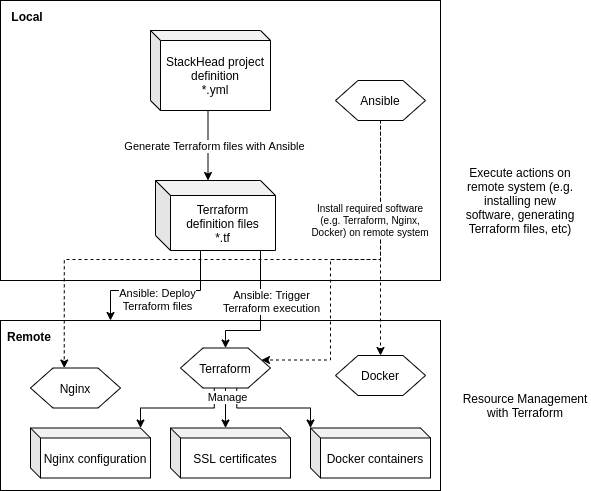 Local
StackHead project
definition
*.yml
Ansible
Generate Terraform files with Ansible
Terraform
definition files
*.tf
Install required software
(e.g. Terraform, Nginx,
Docker) on remote system
Execute actions on
remote system (e.g.
installing new
software, generating
Terraform files, etc)
Ansible: Deploy
Terraform files
Ansible: Trigger
Terraform execution
Remote
Nginx
Terraform
Docker
Manage
Nginx configuration
SSL certificates
Docker containers
Resource Management
with Terraform